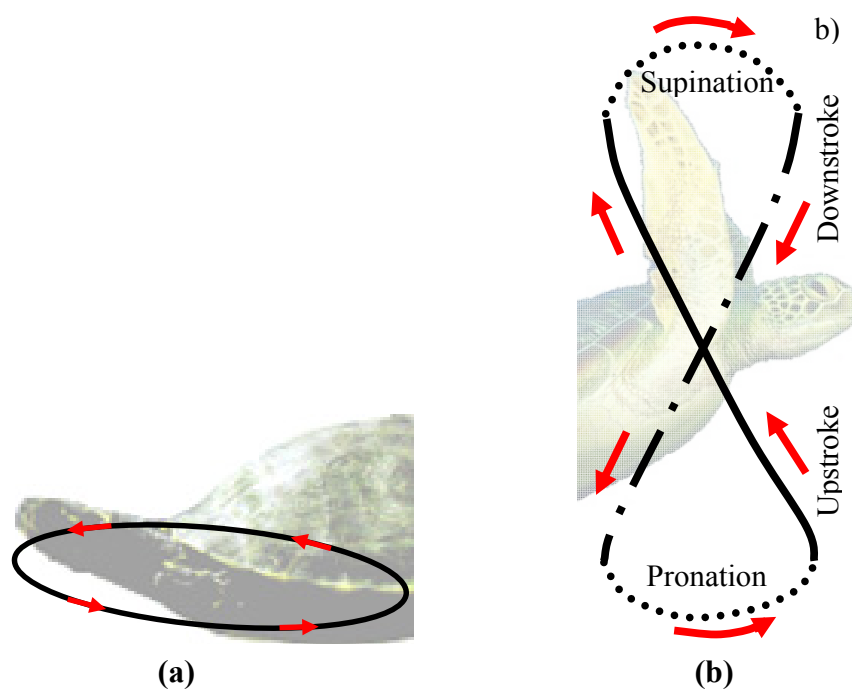 b)
Supination
Downstroke
Upstroke
Pronation
(a)
(b)